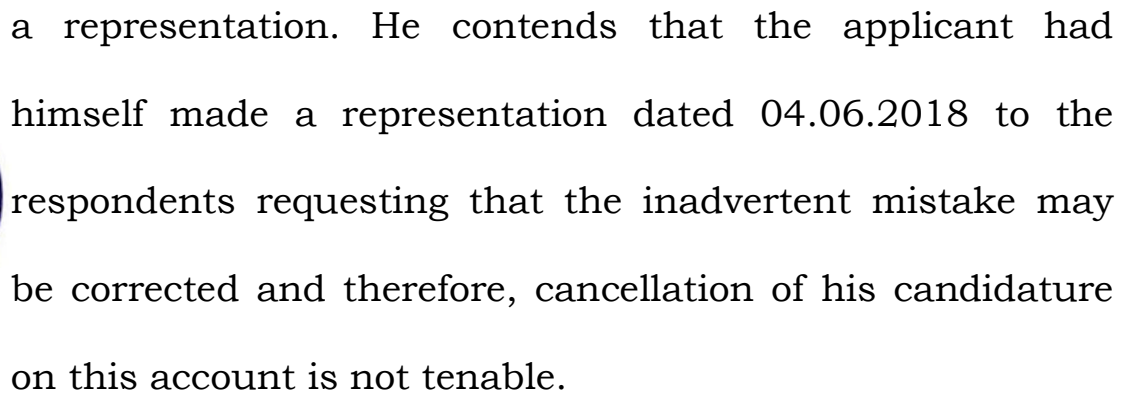 a representation. He contends that the applicant had
himself made a representation dated 04.06.2018 to the
respondents requesting that the inadvertent mistake may
be corrected and therefore, cancellation of his candidature
on this account is not tenable.